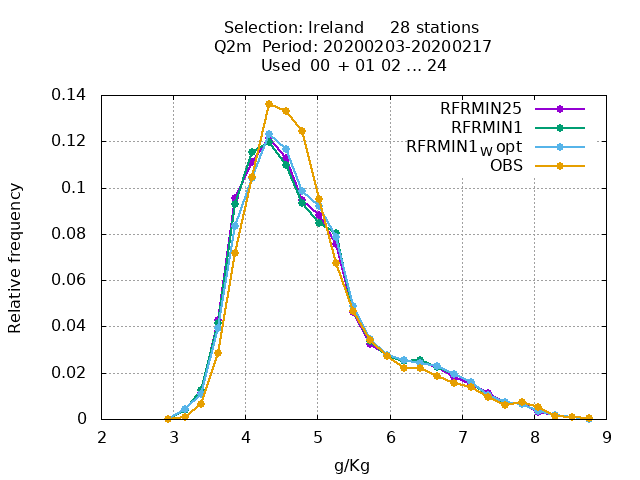 Selection: Ireland 28 stations
Q2m Period: 20200203-20200217
Used 00 + 01 02 ... 24
0.14
0.12
0.1
0.08
0.06
0.04
0.02
0
Relative frequency
RFRMIN25
RFRMIN1
RFRMIN1w opt
OBS
2 3 4 5 6 7 8 9
g/Kg